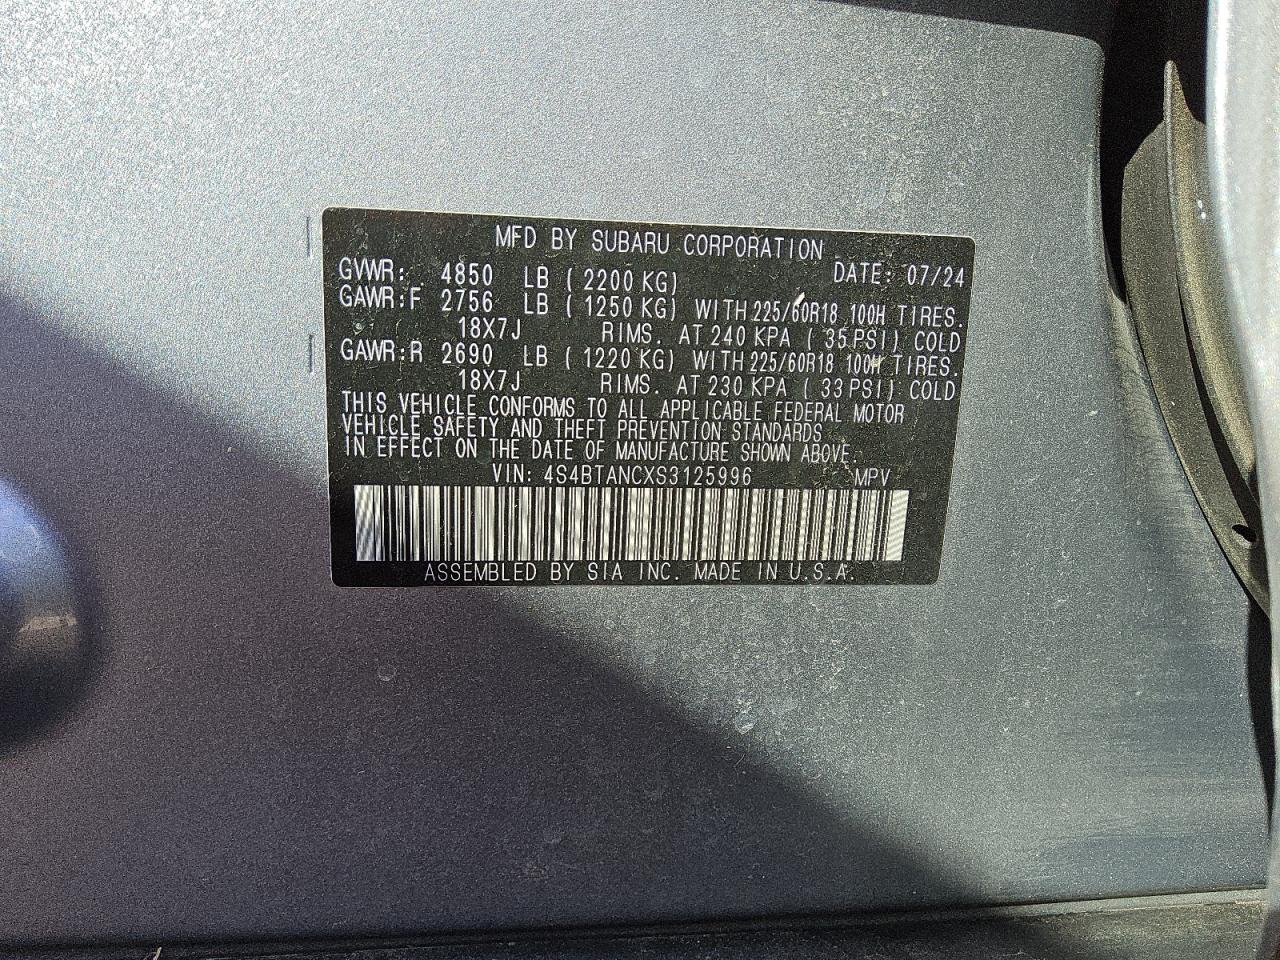 MFD BY SUBARU CORPORATION
DATE: 07/24
GVWR: 4850 LB (2200 KG)
GAWR:F 2756 LB (1250 KG) WITH 225/60R18 100H TIRES.
18X7J RIMS. AT 240 KPA (35 PSI) COLD
GAWR:R 2690 LB (1220 KG) WITH 225/60R18 100H TIRES.
18X7J RIMS. AT 230 KPA (33 PSI) COLD
THIS VEHICLE CONFORMS TO ALL APPLICABLE FEDERAL MOTOR
VEHICLE SAFETY AND THEFT PREVENTION STANDARDS
IN EFFECT ON THE DATE OF MANUFACTURE SHOWN ABOVE.
VIN: 4S4BTANCXS3125996 MPV
ASSEMBLED BY SIA INC. MADE IN U.S.A.